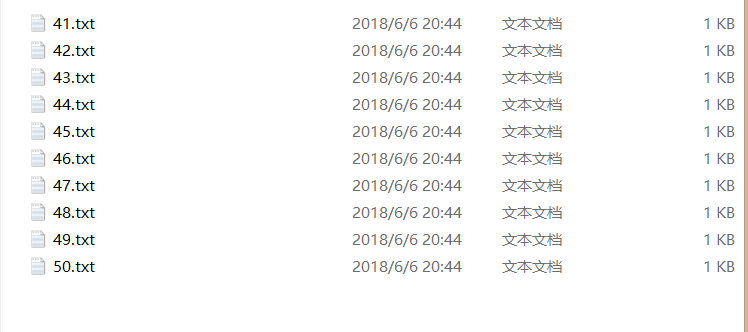 41.txt 2018/6/6 20:44 文本文档 1 KB
42.txt 2018/6/6 20:44 文本文档 1 KB
43.txt 2018/6/6 20:44 文本文档 1 KB
44.txt 2018/6/6 20:44 文本文档 1 KB
45.txt 2018/6/6 20:44 文本文档 1 KB
46.txt 2018/6/6 20:44 文本文档 1 KB
47.txt 2018/6/6 20:44 文本文档 1 KB
48.txt 2018/6/6 20:44 文本文档 1 KB
49.txt 2018/6/6 20:44 文本文档 1 KB
50.txt 2018/6/6 20:44 文本文档 1 KB